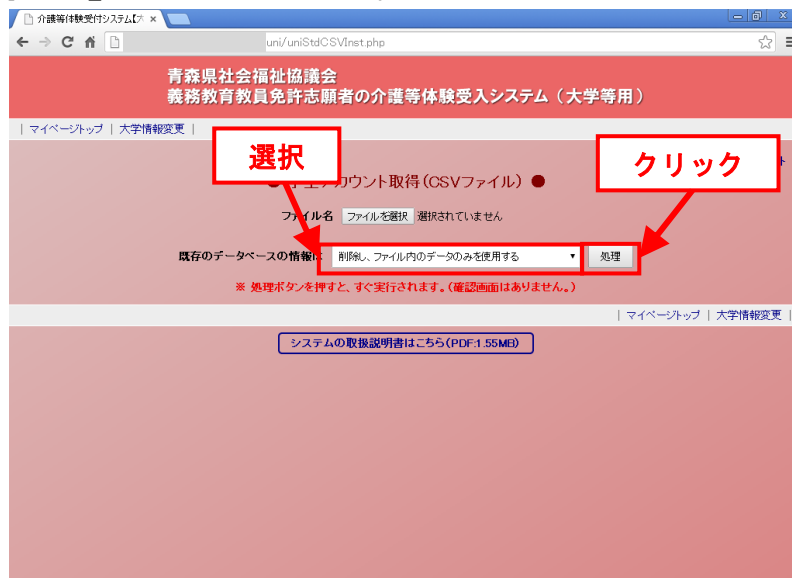 介護等体験受付システム【大
uni/uniStdCSVInst.php
青森県社会福祉協議会
義務教育教員免許志願者の介護等体験受入システム（大学等用）
| マイページトップ | 大学情報変更 |
選択
クリック
ト
アカウント取得（CSVファイル） ●
ファイル名 ファイルを選択 選択されていません
既存のデータベースの情報は 削除し、ファイル内のデータのみを使用する 処理
※ 処理ボタンを押すと、すぐ実行されます。（確認画面はありません。）
| マイページトップ | 大学情報変更 |
システムの取扱説明書はこちら(PDF:1.55MB)